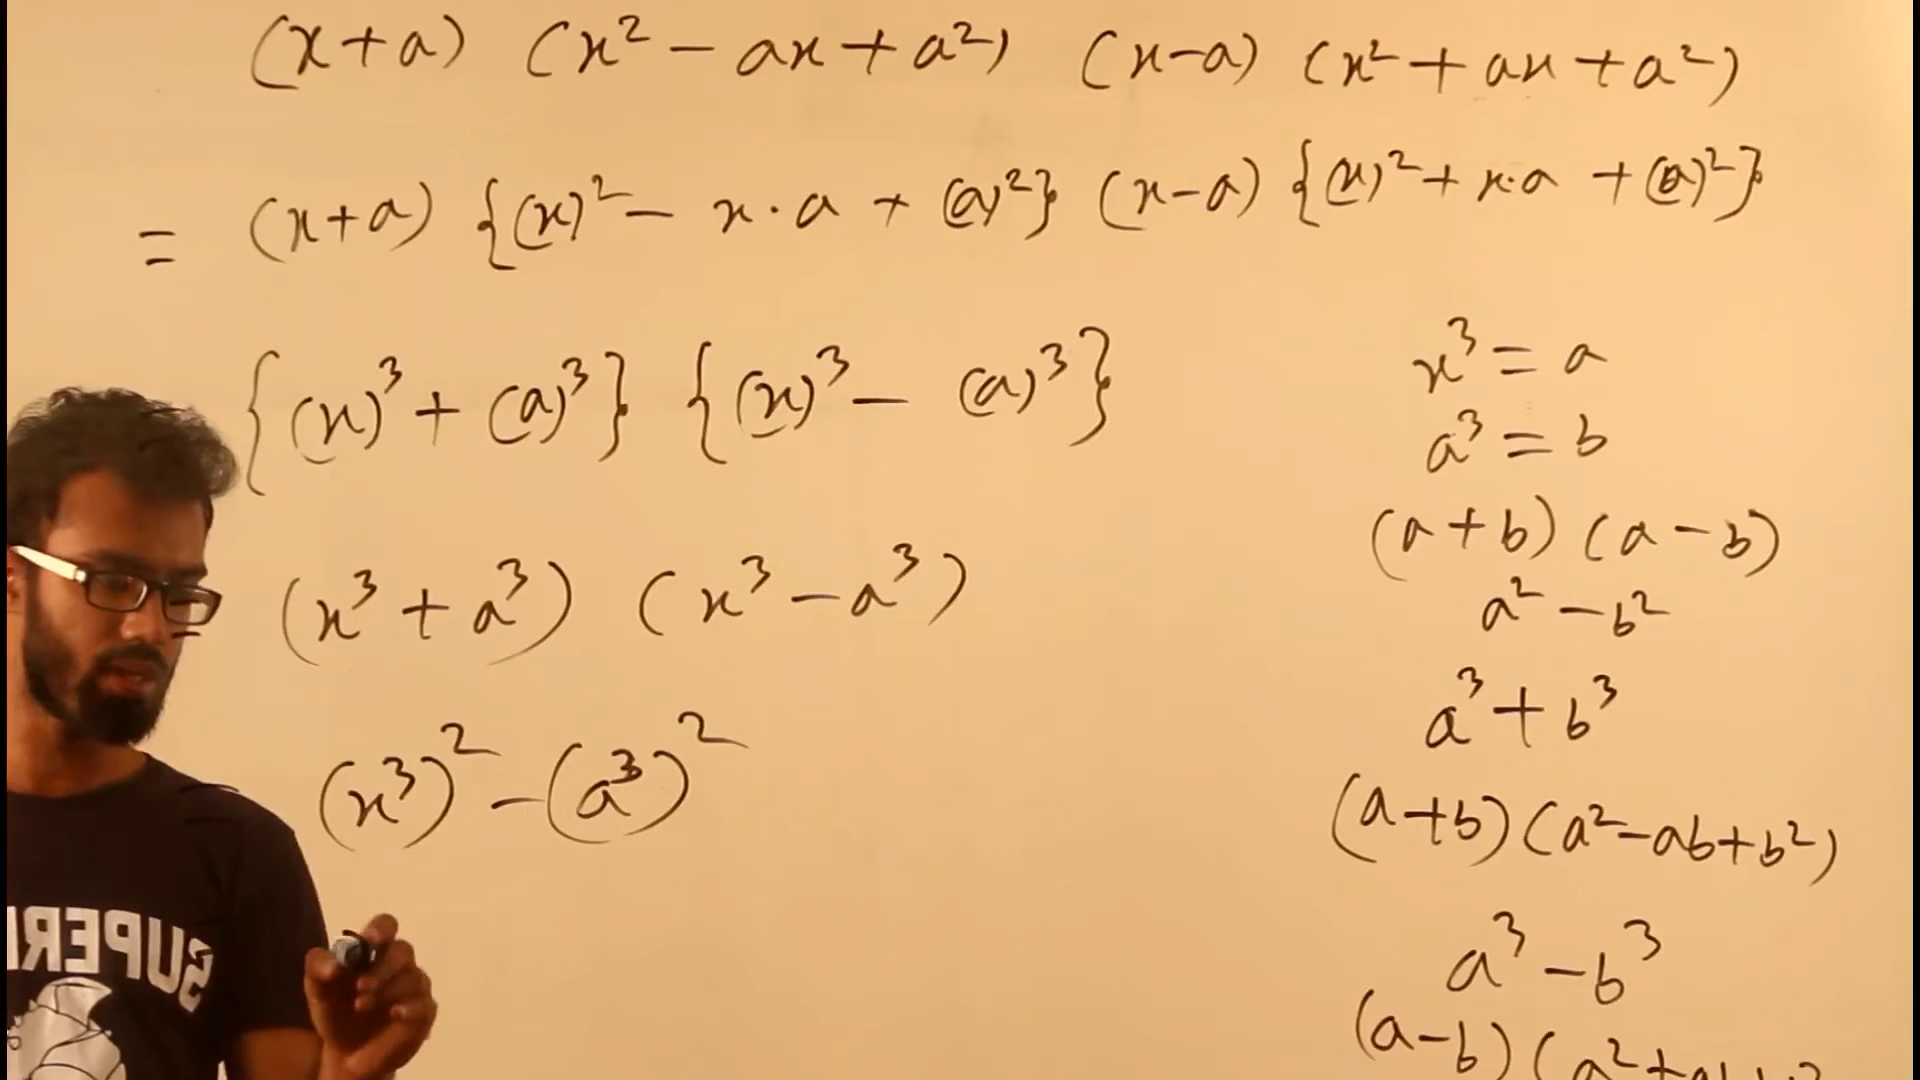 (x+a) (x² − ax + a²) (x−a) (x² + ax + a²)
= (x+a) {(x)² − x·a + (a)²} (x−a) {(x)² + x·a + (a)²}
{(x)³ + (a)³} {(x)³ − (a)³}
= (x³ + a³) (x³ − a³)
(x³)² − (a³)²
x³ = a
a³ = b
(a+b) (a−b)
a² − b²
a³ + b³
(a+b) (a²−ab+b²)
a³ − b³
(a−b) (a²+
SUPER